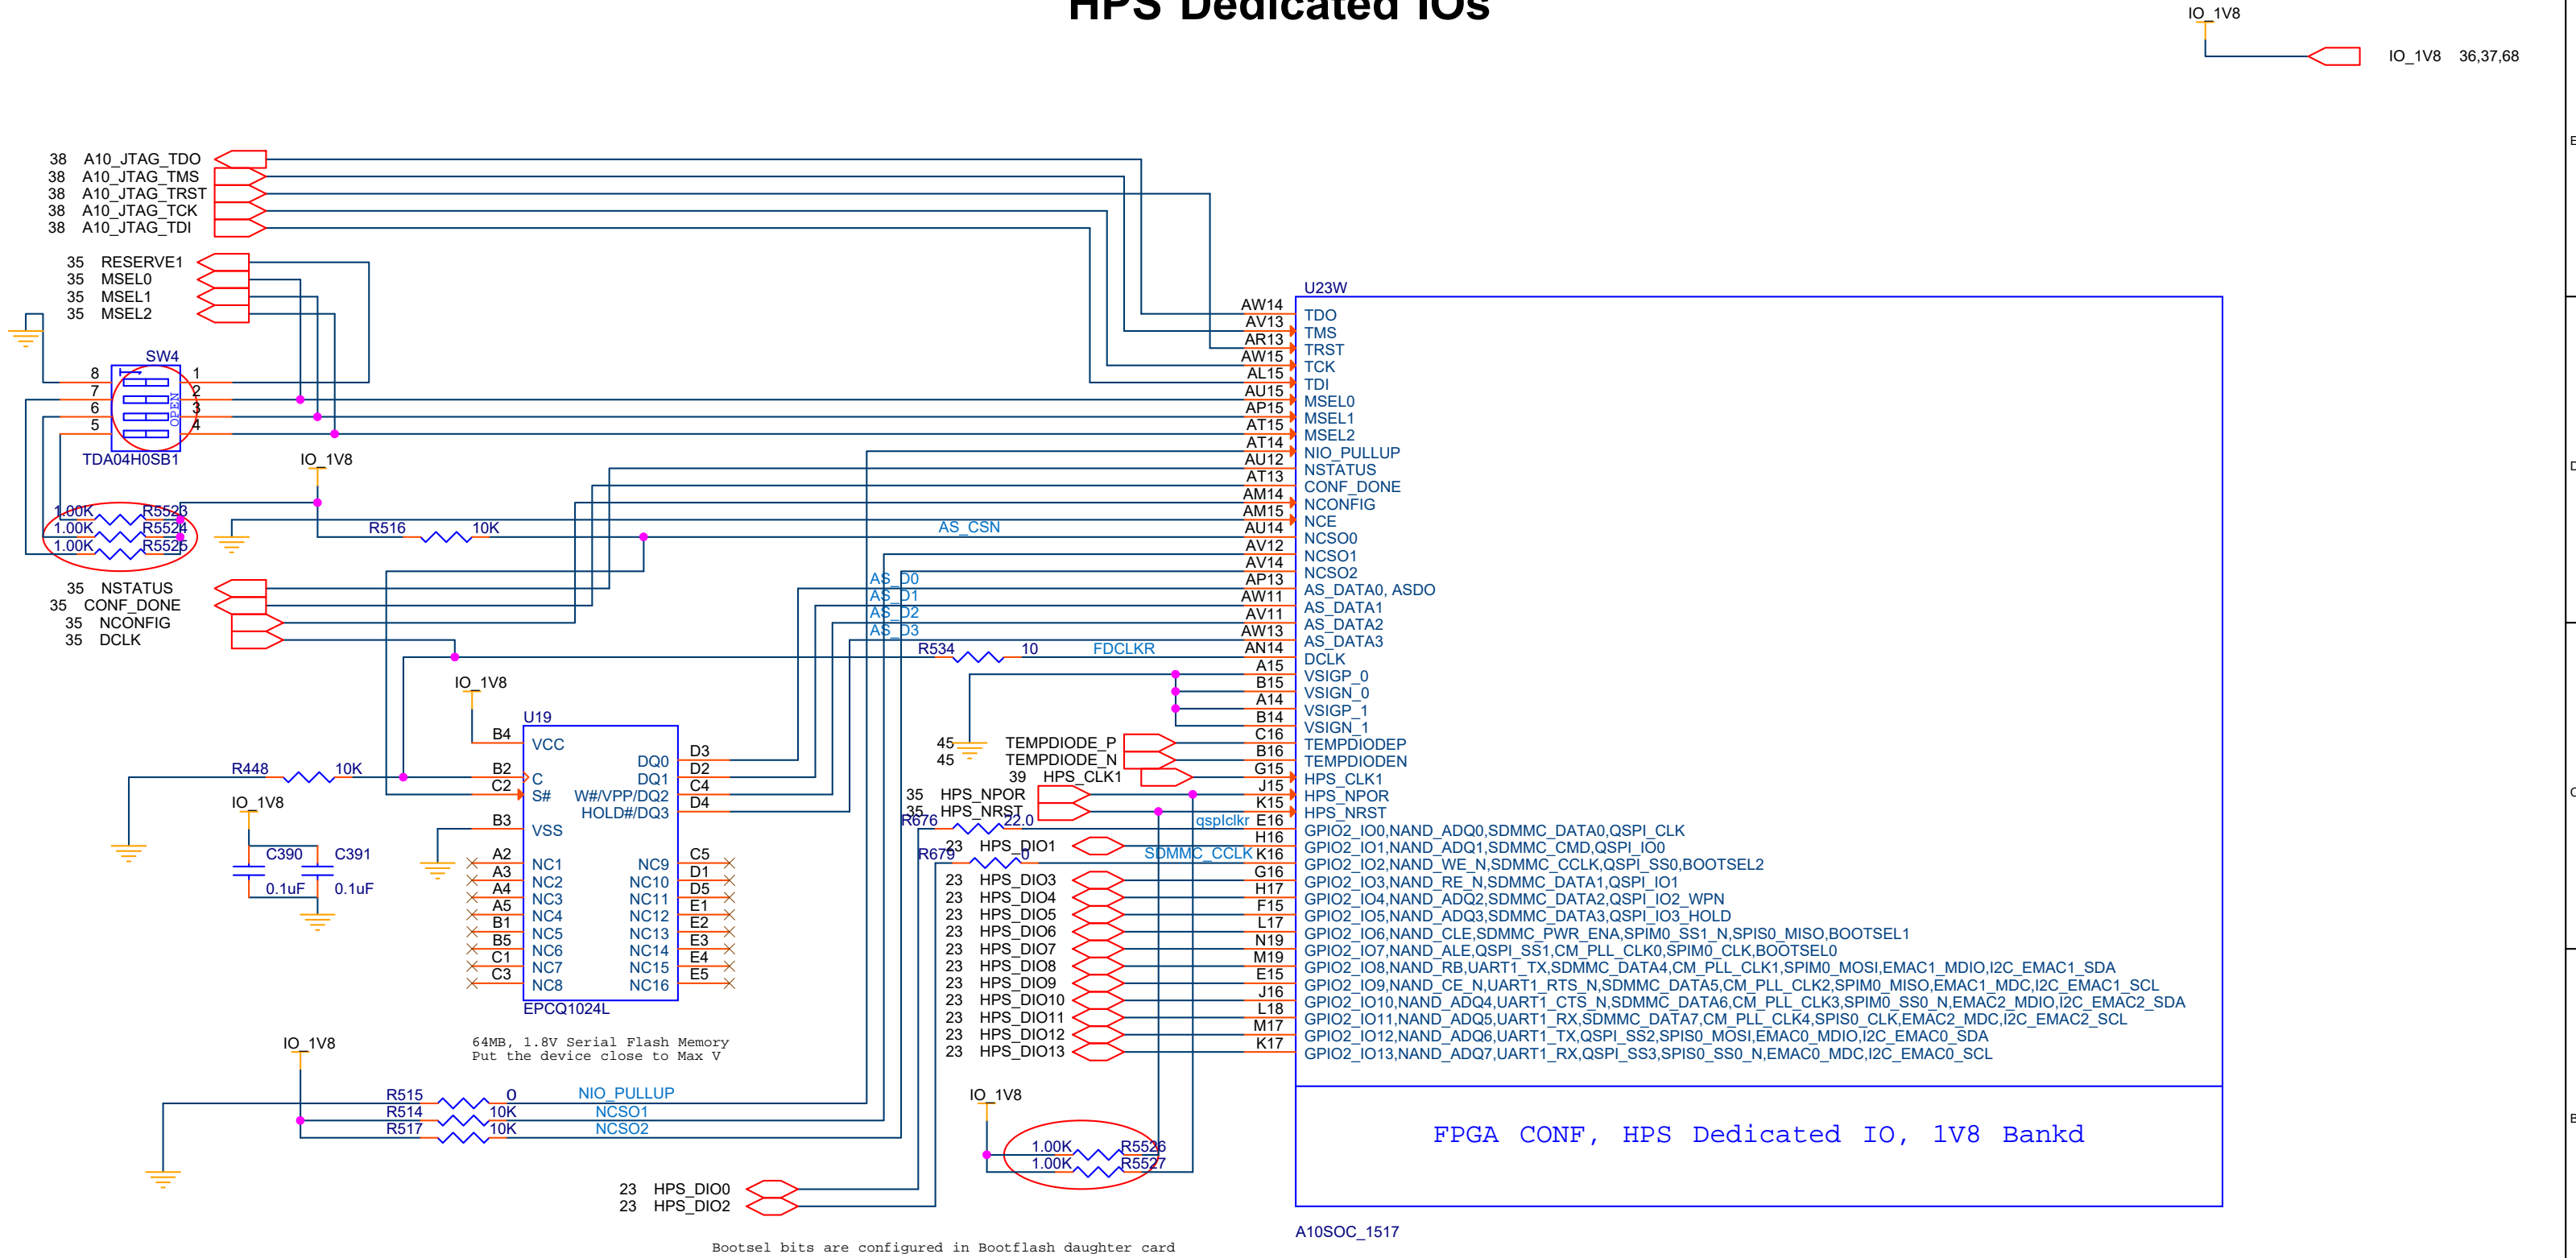 HPS Dedicated IOs
IO_1V8
IO_1V8 36,37,68
38 A10_JTAG_TDO
38 A10_JTAG_TMS
38 A10_JTAG_TRST
38 A10_JTAG_TCK
38 A10_JTAG_TDI
35 RESERVE1
35 MSEL0
35 MSEL1
35 MSEL2
SW4
8 1
7 2
6 3
5 4
OPEN
TDA04H0SB1
IO_1V8
1.00K R5523
1.00K R5524
1.00K R5525
R516 10K
AS_CSN
35 NSTATUS
35 CONF_DONE
35 NCONFIG
35 DCLK
AS_D0
AS_D1
AS_D2
AS_D3
R534 10 FDCLKR
IO_1V8
U19
B4 VCC
B2 C
C2 S#
B3 VSS
A2 NC1
A3 NC2
A4 NC3
A5 NC4
B1 NC5
B5 NC6
C1 NC7
C3 NC8
DQ0 D3
DQ1 D2
W#/VPP/DQ2 C4
HOLD#/DQ3 D4
NC9 C5
NC10 D1
NC11 D5
NC12 E1
NC13 E2
NC14 E3
NC15 E4
NC16 E5
EPCQ1024L
64MB, 1.8V Serial Flash Memory
Put the device close to Max V
R448 10K
IO_1V8
C390 C391
0.1uF 0.1uF
IO_1V8
R515 0 NIO_PULLUP
R514 10K NCSO1
R517 10K NCSO2
45 TEMPDIODE_P
45 TEMPDIODE_N
39 HPS_CLK1
35 HPS_NPOR
35 HPS_NRST
R676 22.0 qspiclkr
23 HPS_DIO1
R679 0 SDMMC_CCLK
23 HPS_DIO3
23 HPS_DIO4
23 HPS_DIO5
23 HPS_DIO6
23 HPS_DIO7
23 HPS_DIO8
23 HPS_DIO9
23 HPS_DIO10
23 HPS_DIO11
23 HPS_DIO12
23 HPS_DIO13
IO_1V8
1.00K R5526
1.00K R5527
23 HPS_DIO0
23 HPS_DIO2
U23W
AW14 TDO
AV13 TMS
AR13 TRST
AW15 TCK
AL15 TDI
AU15 MSEL0
AP15 MSEL1
AT15 MSEL2
AT14 NIO_PULLUP
AU12 NSTATUS
AT13 CONF_DONE
AM14 NCONFIG
AM15 NCE
AU14 NCSO0
AV12 NCSO1
AV14 NCSO2
AP13 AS_DATA0, ASDO
AW11 AS_DATA1
AV11 AS_DATA2
AW13 AS_DATA3
AN14 DCLK
A15 VSIGP_0
B15 VSIGN_0
A14 VSIGP_1
B14 VSIGN_1
C16 TEMPDIODEP
B16 TEMPDIODEN
G15 HPS_CLK1
J15 HPS_NPOR
K15 HPS_NRST
E16 GPIO2_IO0,NAND_ADQ0,SDMMC_DATA0,QSPI_CLK
H16 GPIO2_IO1,NAND_ADQ1,SDMMC_CMD,QSPI_IO0
K16 GPIO2_IO2,NAND_WE_N,SDMMC_CCLK,QSPI_SS0,BOOTSEL2
G16 GPIO2_IO3,NAND_RE_N,SDMMC_DATA1,QSPI_IO1
H17 GPIO2_IO4,NAND_ADQ2,SDMMC_DATA2,QSPI_IO2_WPN
F15 GPIO2_IO5,NAND_ADQ3,SDMMC_DATA3,QSPI_IO3_HOLD
L17 GPIO2_IO6,NAND_CLE,SDMMC_PWR_ENA,SPIM0_SS1_N,SPIS0_MISO,BOOTSEL1
N19 GPIO2_IO7,NAND_ALE,QSPI_SS1,CM_PLL_CLK0,SPIM0_CLK,BOOTSEL0
M19 GPIO2_IO8,NAND_RB,UART1_TX,SDMMC_DATA4,CM_PLL_CLK1,SPIM0_MOSI,EMAC1_MDIO,I2C_EMAC1_SDA
E15 GPIO2_IO9,NAND_CE_N,UART1_RTS_N,SDMMC_DATA5,CM_PLL_CLK2,SPIM0_MISO,EMAC1_MDC,I2C_EMAC1_SCL
J16 GPIO2_IO10,NAND_ADQ4,UART1_CTS_N,SDMMC_DATA6,CM_PLL_CLK3,SPIM0_SS0_N,EMAC2_MDIO,I2C_EMAC2_SDA
L18 GPIO2_IO11,NAND_ADQ5,UART1_RX,SDMMC_DATA7,CM_PLL_CLK4,SPIS0_CLK,EMAC2_MDC,I2C_EMAC2_SCL
M17 GPIO2_IO12,NAND_ADQ6,UART1_TX,QSPI_SS2,SPIS0_MOSI,EMAC0_MDIO,I2C_EMAC0_SDA
K17 GPIO2_IO13,NAND_ADQ7,UART1_RX,QSPI_SS3,SPIS0_SS0_N,EMAC0_MDC,I2C_EMAC0_SCL
FPGA CONF, HPS Dedicated IO, 1V8 Bankd
A10SOC_1517
Bootsel bits are configured in Bootflash daughter card